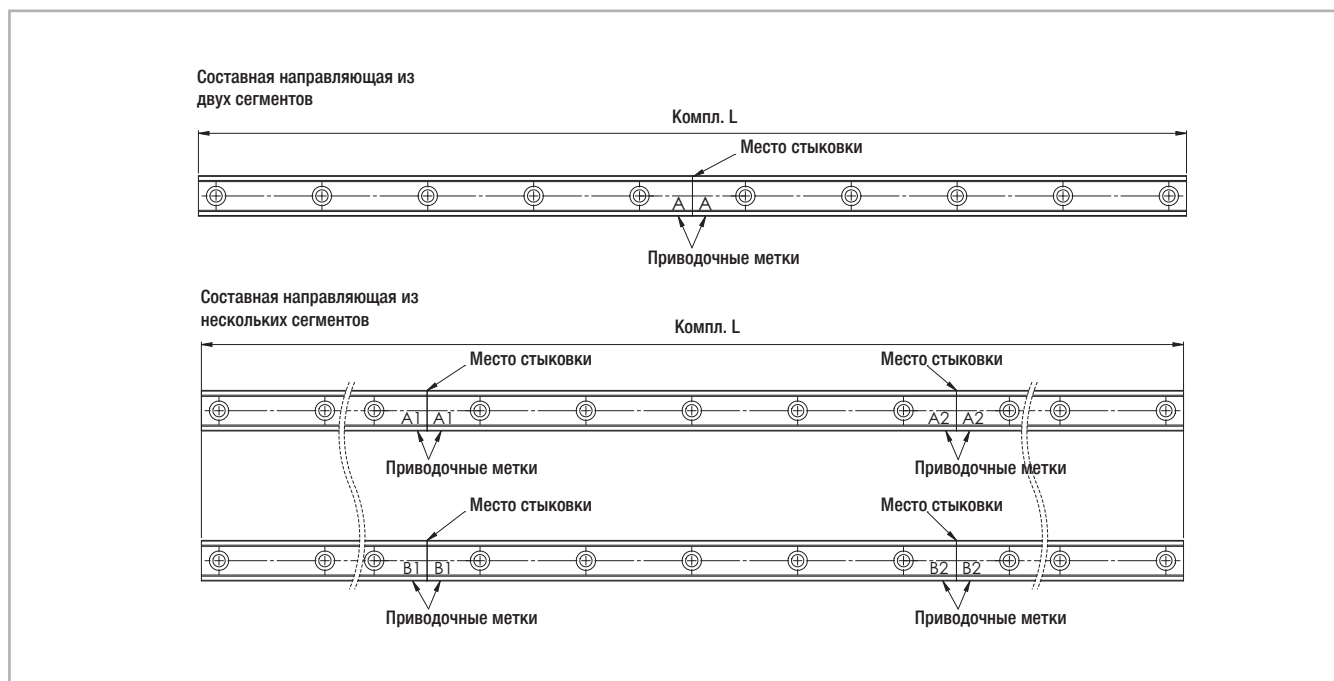 Составная направляющая из
двух сегментов
Компл. L
Место стыковки
A A
Приводочные метки
Составная направляющая из
нескольких сегментов
Компл. L
Место стыковки Место стыковки
A1 A1 A2 A2
Приводочные метки Приводочные метки
Место стыковки Место стыковки
B1 B1 B2 B2
Приводочные метки Приводочные метки